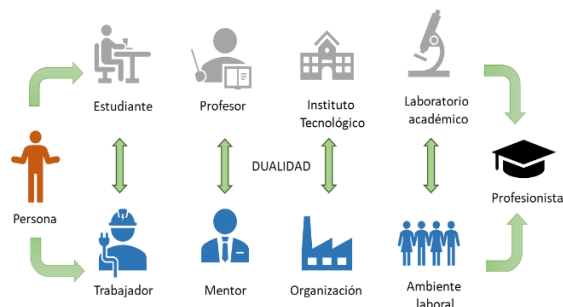 Estudiante
Profesor
Instituto
Tecnológico
Laboratorio
académico
DUALIDAD
Persona
Profesionista
Trabajador
Mentor
Organización
Ambiente
laboral